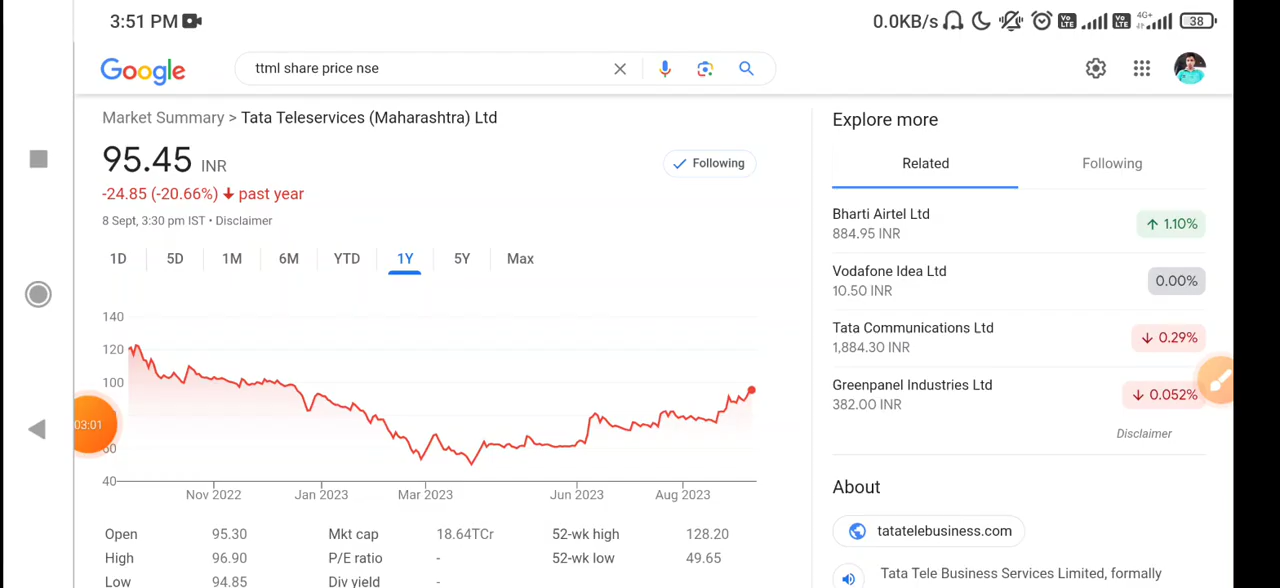 3:51 PM
0.0KB/s
Vo LTE
Vo LTE
4G+
38
Google
ttml share price nse
Market Summary > Tata Teleservices (Maharashtra) Ltd
95.45 INR
Following
-24.85 (-20.66%) past year
8 Sept, 3:30 pm IST • Disclaimer
1D
5D
1M
6M
YTD
1Y
5Y
Max
140
120
100
60
40
03:01
Nov 2022
Jan 2023
Mar 2023
Jun 2023
Aug 2023
Open 95.30 Mkt cap 18.64TCr 52-wk high 128.20
High 96.90 P/E ratio - 52-wk low 49.65
Low 94.85 Div yield -
Explore more
Related
Following
Bharti Airtel Ltd
884.95 INR
1.10%
Vodafone Idea Ltd
10.50 INR
0.00%
Tata Communications Ltd
1,884.30 INR
0.29%
Greenpanel Industries Ltd
382.00 INR
0.052%
Disclaimer
About
tatatelebusiness.com
Tata Tele Business Services Limited, formally